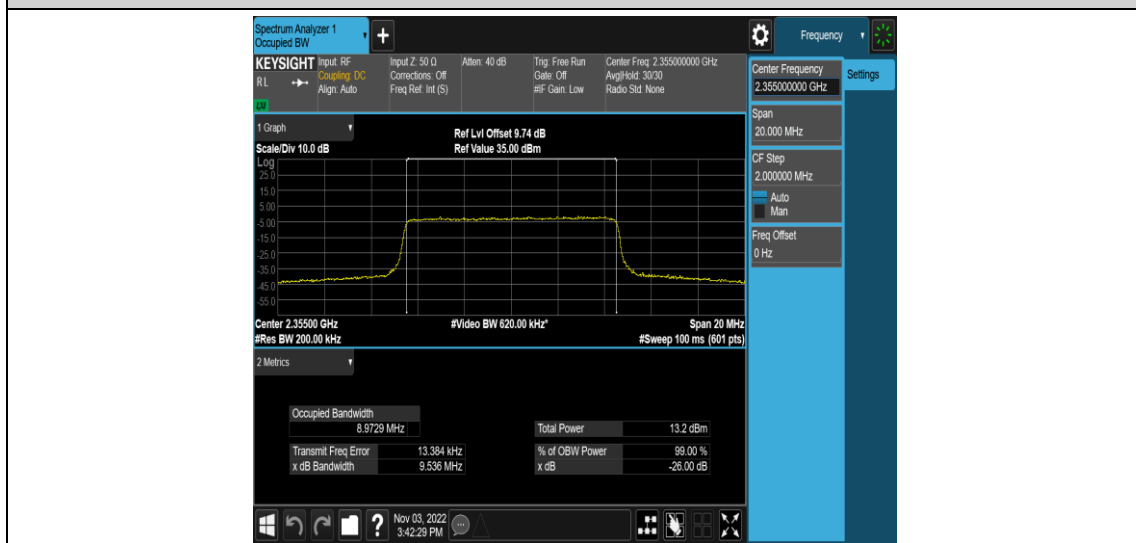 Spectrum Analyzer 1
Occupied BW
+
Frequency
KEYSIGHT
RL
LXI
Input: RF
Coupling: DC
Align: Auto
Input Z: 50 Ω
Corrections: Off
Freq Ref: Int (S)
Atten: 40 dB
Trig: Free Run
Gate: Off
#IF Gain: Low
Center Freq: 2.355000000 GHz
Avg|Hold: 30/30
Radio Std: None
Center Frequency
2.355000000 GHz
Settings
Span
20.000 MHz
CF Step
2.000000 MHz
Auto
Man
Freq Offset
0 Hz
1 Graph
Scale/Div 10.0 dB
Ref Lvl Offset 9.74 dB
Ref Value 35.00 dBm
Log
25.0
15.0
5.00
-5.00
-15.0
-25.0
-35.0
-45.0
-55.0
Center 2.35500 GHz
#Video BW 620.00 kHz*
Span 20 MHz
#Res BW 200.00 kHz
#Sweep 100 ms (601 pts)
2 Metrics
Occupied Bandwidth
8.9729 MHz
Total Power 13.2 dBm
Transmit Freq Error 13.384 kHz
% of OBW Power 99.00 %
x dB Bandwidth 9.536 MHz
x dB -26.00 dB
?
Nov 03, 2022
3:42:29 PM